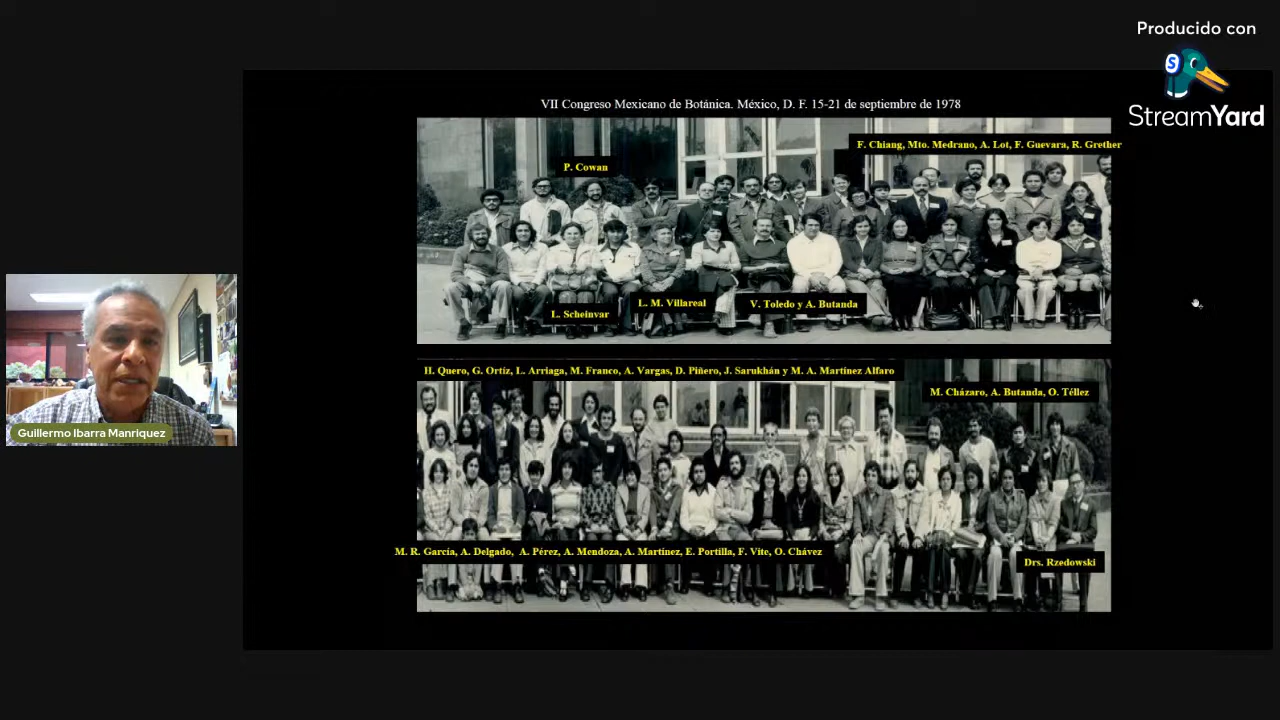 Producido con
StreamYard
VII Congreso Mexicano de Botánica. México, D. F. 15-21 de septiembre de 1978
F. Chiang, Mto. Medrano, A. Lot, F. Guevara, R. Grether
P. Cowan
L. M. Villareal
V. Toledo y A. Butanda
L. Scheinvar
H. Quero, G. Ortíz, L. Arriaga, M. Franco, A. Vargas, D. Piñero, J. Sarukhán y M. A. Martínez Alfaro
M. Cházaro, A. Butanda, O. Téllez
Guillermo Ibarra Manriquez
M. R. García, A. Delgado, A. Pérez, A. Mendoza, A. Martínez, E. Portilla, F. Vite, O. Chávez
Drs. Rzedowski